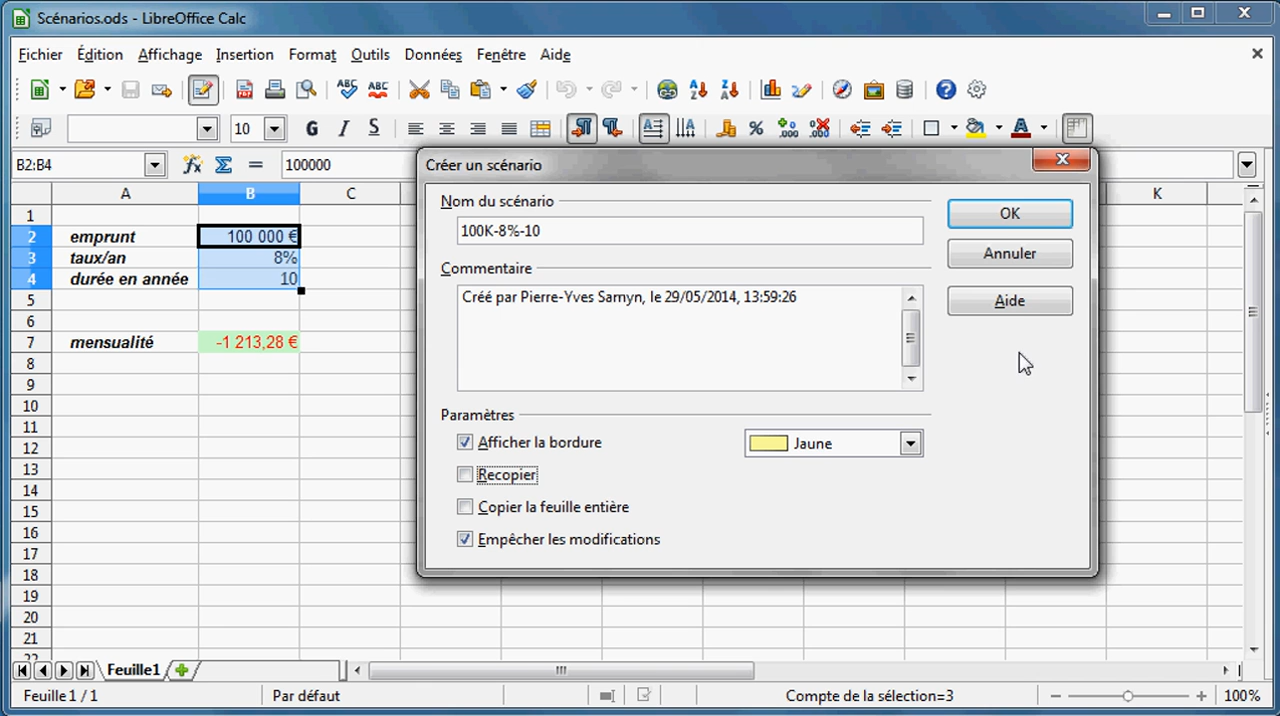 Scénarios.ods - LibreOffice Calc
Fichier Édition Affichage Insertion Format Outils Données Fenêtre Aide
10 G I S
B2:B4 100000
A B C K
1
2 emprunt 100 000 €
3 taux/an 8%
4 durée en année 10
5
6
7 mensualité -1 213,28 €
8
9
10
11
12
13
14
15
16
17
18
19
20
21
22
Créer un scénario
Nom du scénario
100K-8%-10
OK
Annuler
Commentaire
Créé par Pierre-Yves Samyn, le 29/05/2014, 13:59:26
Aide
Paramètres
Afficher la bordure
Jaune
Recopier
Copier la feuille entière
Empêcher les modifications
Feuille1
Feuille 1 / 1 Par défaut Compte de la sélection=3 100%